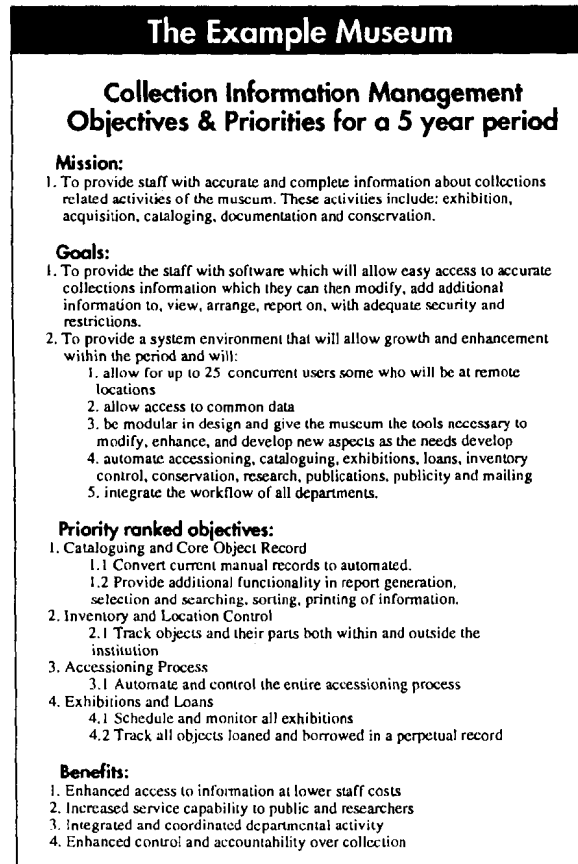 The Example Museum
Collection Information Management
Objectives & Priorities for a 5 year period
Mission:
1. To provide staff with accurate and complete information about collections
related activities of the museum. These activities include: exhibition,
acquisition, cataloging, documentation and conservation.
Goals:
1. To provide the staff with software which will allow easy access to accurate
collections information which they can then modify, add additional
information to, view, arrange, report on, with adequate security and
restrictions.
2. To provide a system environment that will allow growth and enhancement
within the period and will:
1. allow for up to 25 concurrent users some who will be at remote
locations
2. allow access to common data
3. be modular in design and give the museum the tools necessary to
modify, enhance, and develop new aspects as the needs develop
4. automate accessioning, cataloguing, exhibitions, loans, inventory
control, conservation, research, publications, publicity and mailing
5. integrate the workflow of all departments.
Priority ranked objectives:
1. Cataloguing and Core Object Record
1.1 Convert current manual records to automated.
1.2 Provide additional functionality in report generation,
selection and searching, sorting, printing of information.
2. Inventory and Location Control
2.1 Track objects and their parts both within and outside the
institution
3. Accessioning Process
3.1 Automate and control the entire accessioning process
4. Exhibitions and Loans
4.1 Schedule and monitor all exhibitions
4.2 Track all objects loaned and borrowed in a perpetual record
Benefits:
1. Enhanced access to information at lower staff costs
2. Increased service capability to public and researchers
3. Integrated and coordinated departmental activity
4. Enhanced control and accountability over collection